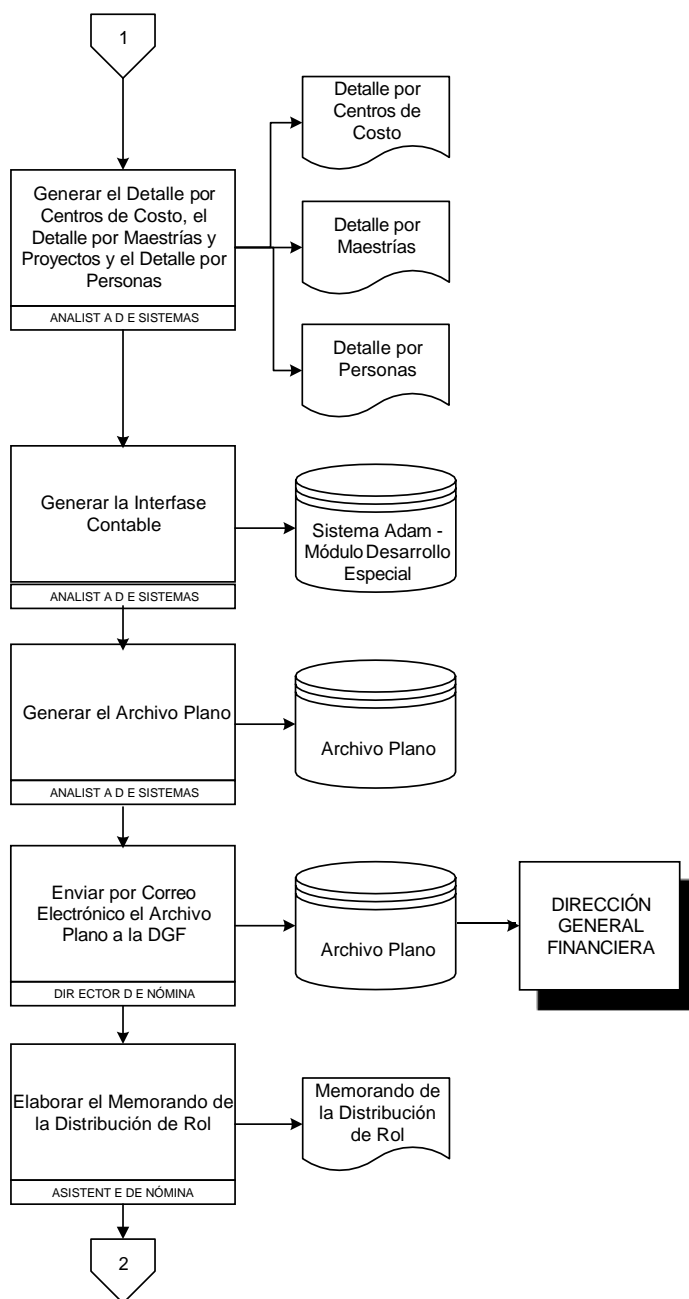 1
Detalle por
Centros de
Costo
Generar el Detalle por
Centros de Costo, el
Detalle por Maestrías y
Proyectos y el Detalle por
Personas
ANALIST A D E SISTEMAS
Detalle por
Maestrías
Detalle por
Personas
Generar la Interfase
Contable
ANALIST A D E SISTEMAS
Sistema Adam -
Módulo Desarrollo
Especial
Generar el Archivo Plano
ANALIST A D E SISTEMAS
Archivo Plano
Enviar por Correo
Electrónico el Archivo
Plano a la DGF
DIR ECTOR D E NÓMINA
Archivo Plano
DIRECCIÓN
GENERAL
FINANCIERA
Elaborar el Memorando de
la Distribución de Rol
ASISTENT E DE NÓMINA
Memorando de
la Distribución
de Rol
2